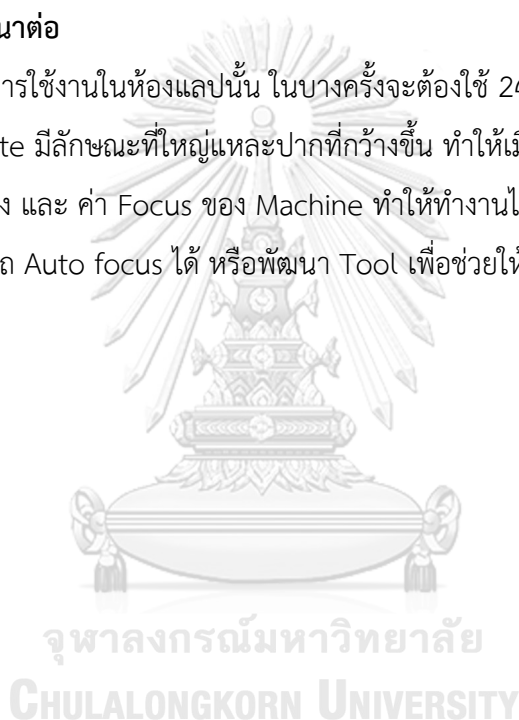 นาต่อ
ารใช้งานในห้องแลปนั้น ในบางครั้งจะต้องใช้ 24
te มีลักษณะที่ใหญ่แหละปากที่กว้างขึ้น ทำให้เมื
ง และ ค่า Focus ของ Machine ทำให้ทำงานไ
ถ Auto focus ได้ หรือพัฒนา Tool เพื่อช่วยให้
จุฬาลงกรณ์มหาวิทยาลัย
CHULALONGKORN UNIVERSITY